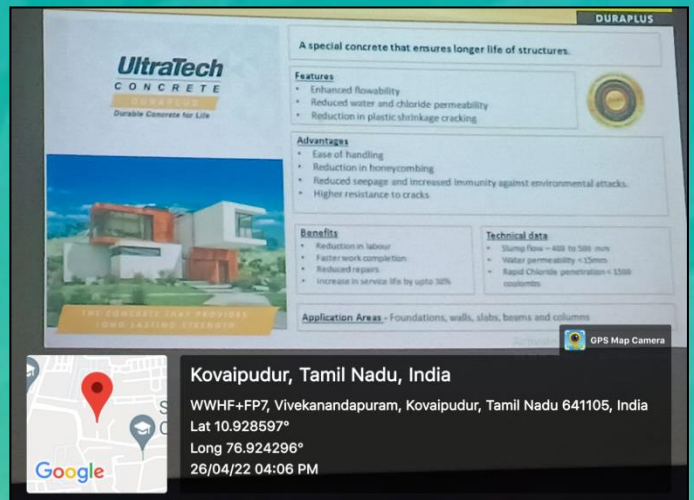 DURAPLUS
UltraTech
CONCRETE
DURAPLUS
Durable Concrete for Life
A special concrete that ensures longer life of structures.
Features
• Enhanced flowability
• Reduced water and chloride permeability
• Reduction in plastic shrinkage cracking
Advantages
• Ease of handling
• Reduction in honeycombing
• Reduced seepage and increased immunity against environmental attacks.
• Higher resistance to cracks
Benefits
• Reduction in labour
• Faster work completion
• Reduced repairs
• Increase in service life by upto 30%
Technical data
• Slump flow – 400 to 500 mm
• Water permeability <15mm
• Rapid Chloride penetration < 1500
coulombs
THE CONCRETE THAT PROVIDES
LONG LASTING STRENGTH
Application Areas - Foundations, walls, slabs, beams and columns
GPS Map Camera
Kovaipudur, Tamil Nadu, India
WWHF+FP7, Vivekanandapuram, Kovaipudur, Tamil Nadu 641105, India
Lat 10.928597°
Long 76.924296°
26/04/22 04:06 PM
Google